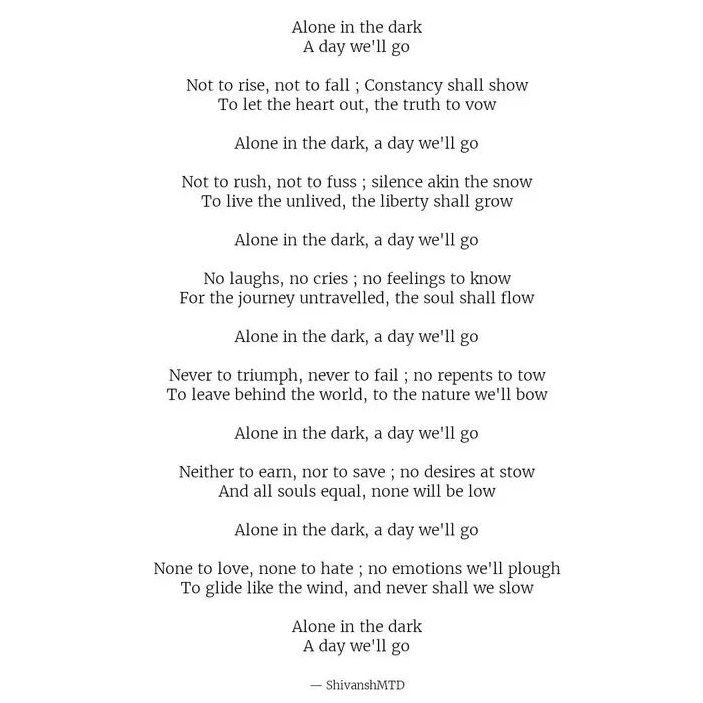 Alone in the dark
A day we'll go
Not to rise, not to fall ; Constancy shall show
To let the heart out, the truth to vow
Alone in the dark, a day we'll go
Not to rush, not to fuss ; silence akin the snow
To live the unlived, the liberty shall grow
Alone in the dark, a day we'll go
No laughs, no cries ; no feelings to know
For the journey untravelled, the soul shall flow
Alone in the dark, a day we'll go
Never to triumph, never to fail ; no repents to tow
To leave behind the world, to the nature we'll bow
Alone in the dark, a day we'll go
Neither to earn, nor to save ; no desires at stow
And all souls equal, none will be low
Alone in the dark, a day we'll go
None to love, none to hate ; no emotions we'll plough
To glide like the wind, and never shall we slow
Alone in the dark
A day we'll go
— ShivanshMTD